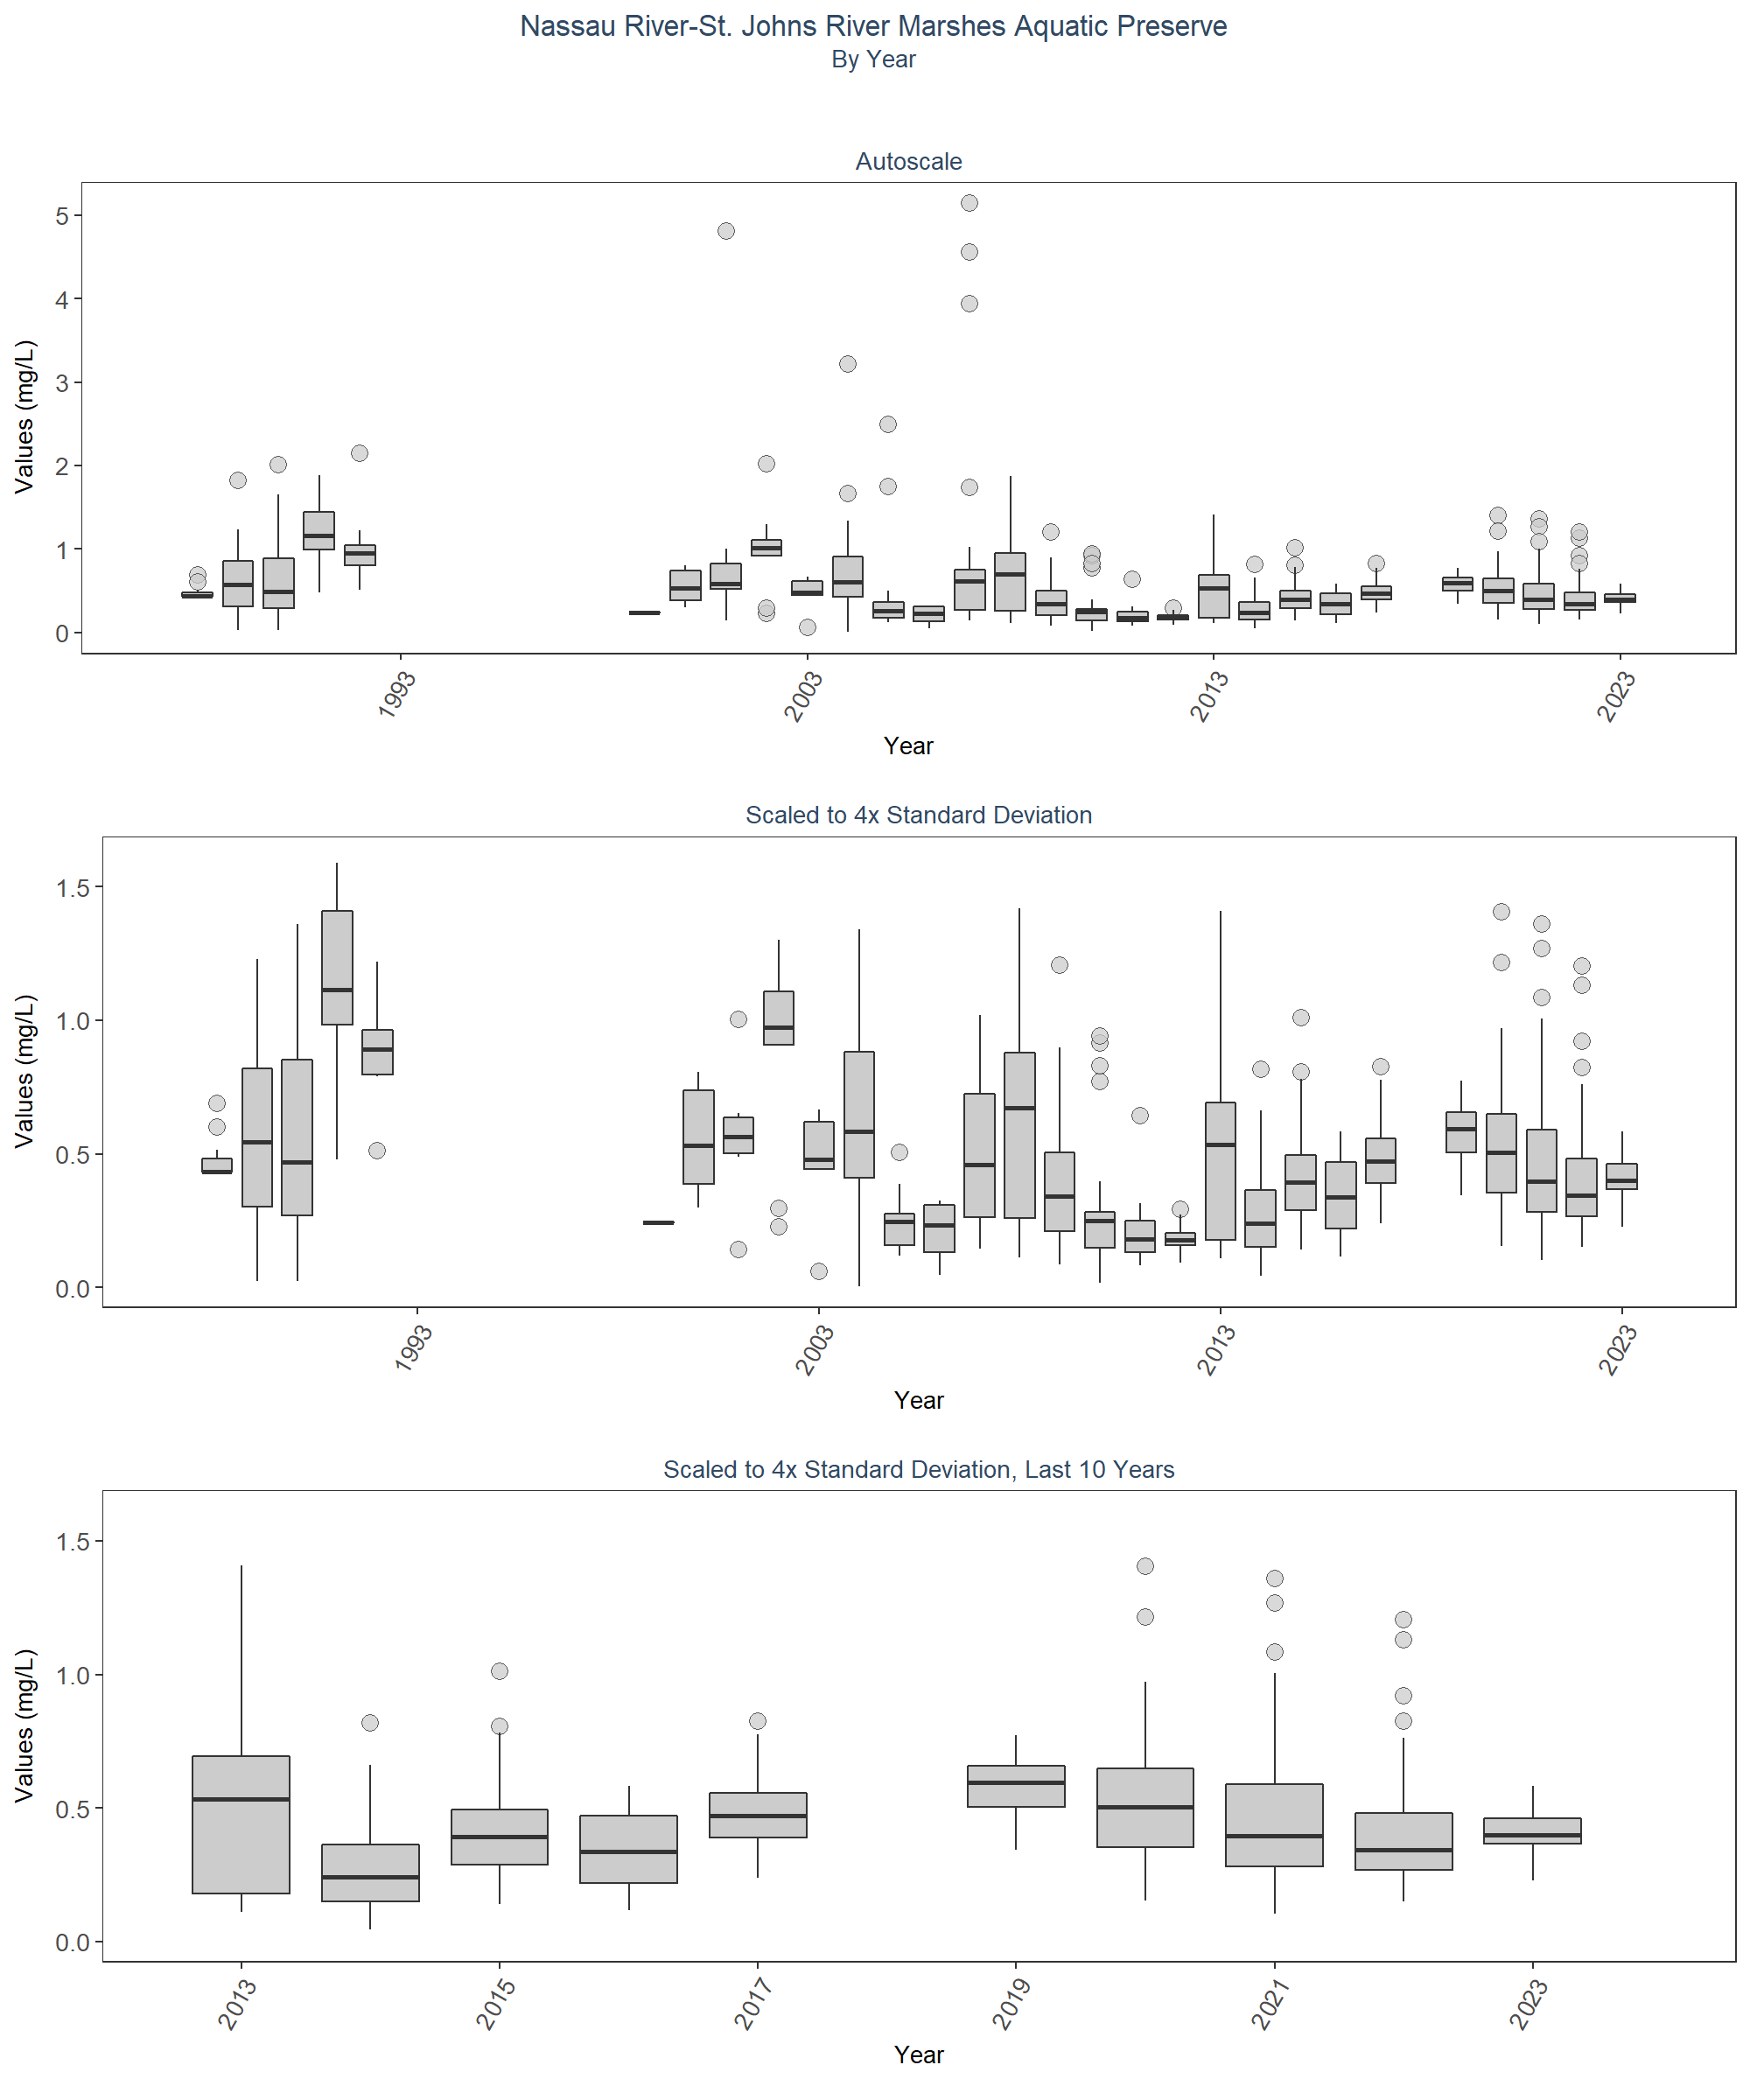 Nassau River-St. Johns River Marshes Aquatic Preserve
By Year
Autoscale
Values (mg/L)
5
4
3
2
1
0
1993 2003 2013 2023
Year
Scaled to 4x Standard Deviation
Values (mg/L)
1.5
1.0
0.5
0.0
1993 2003 2013 2023
Year
Scaled to 4x Standard Deviation, Last 10 Years
Values (mg/L)
1.5
1.0
0.5
0.0
2013 2015 2017 2019 2021 2023
Year